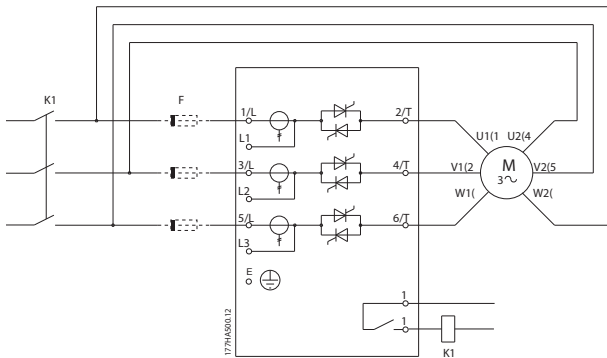 K1
F
1/L
2/T
L1
U1(1
U2(4
3/L
4/T
V1(2
M
3
V2(5
L2
W1(
W2(
5/L
6/T
L3
E
1
1
K1
177HA500.12